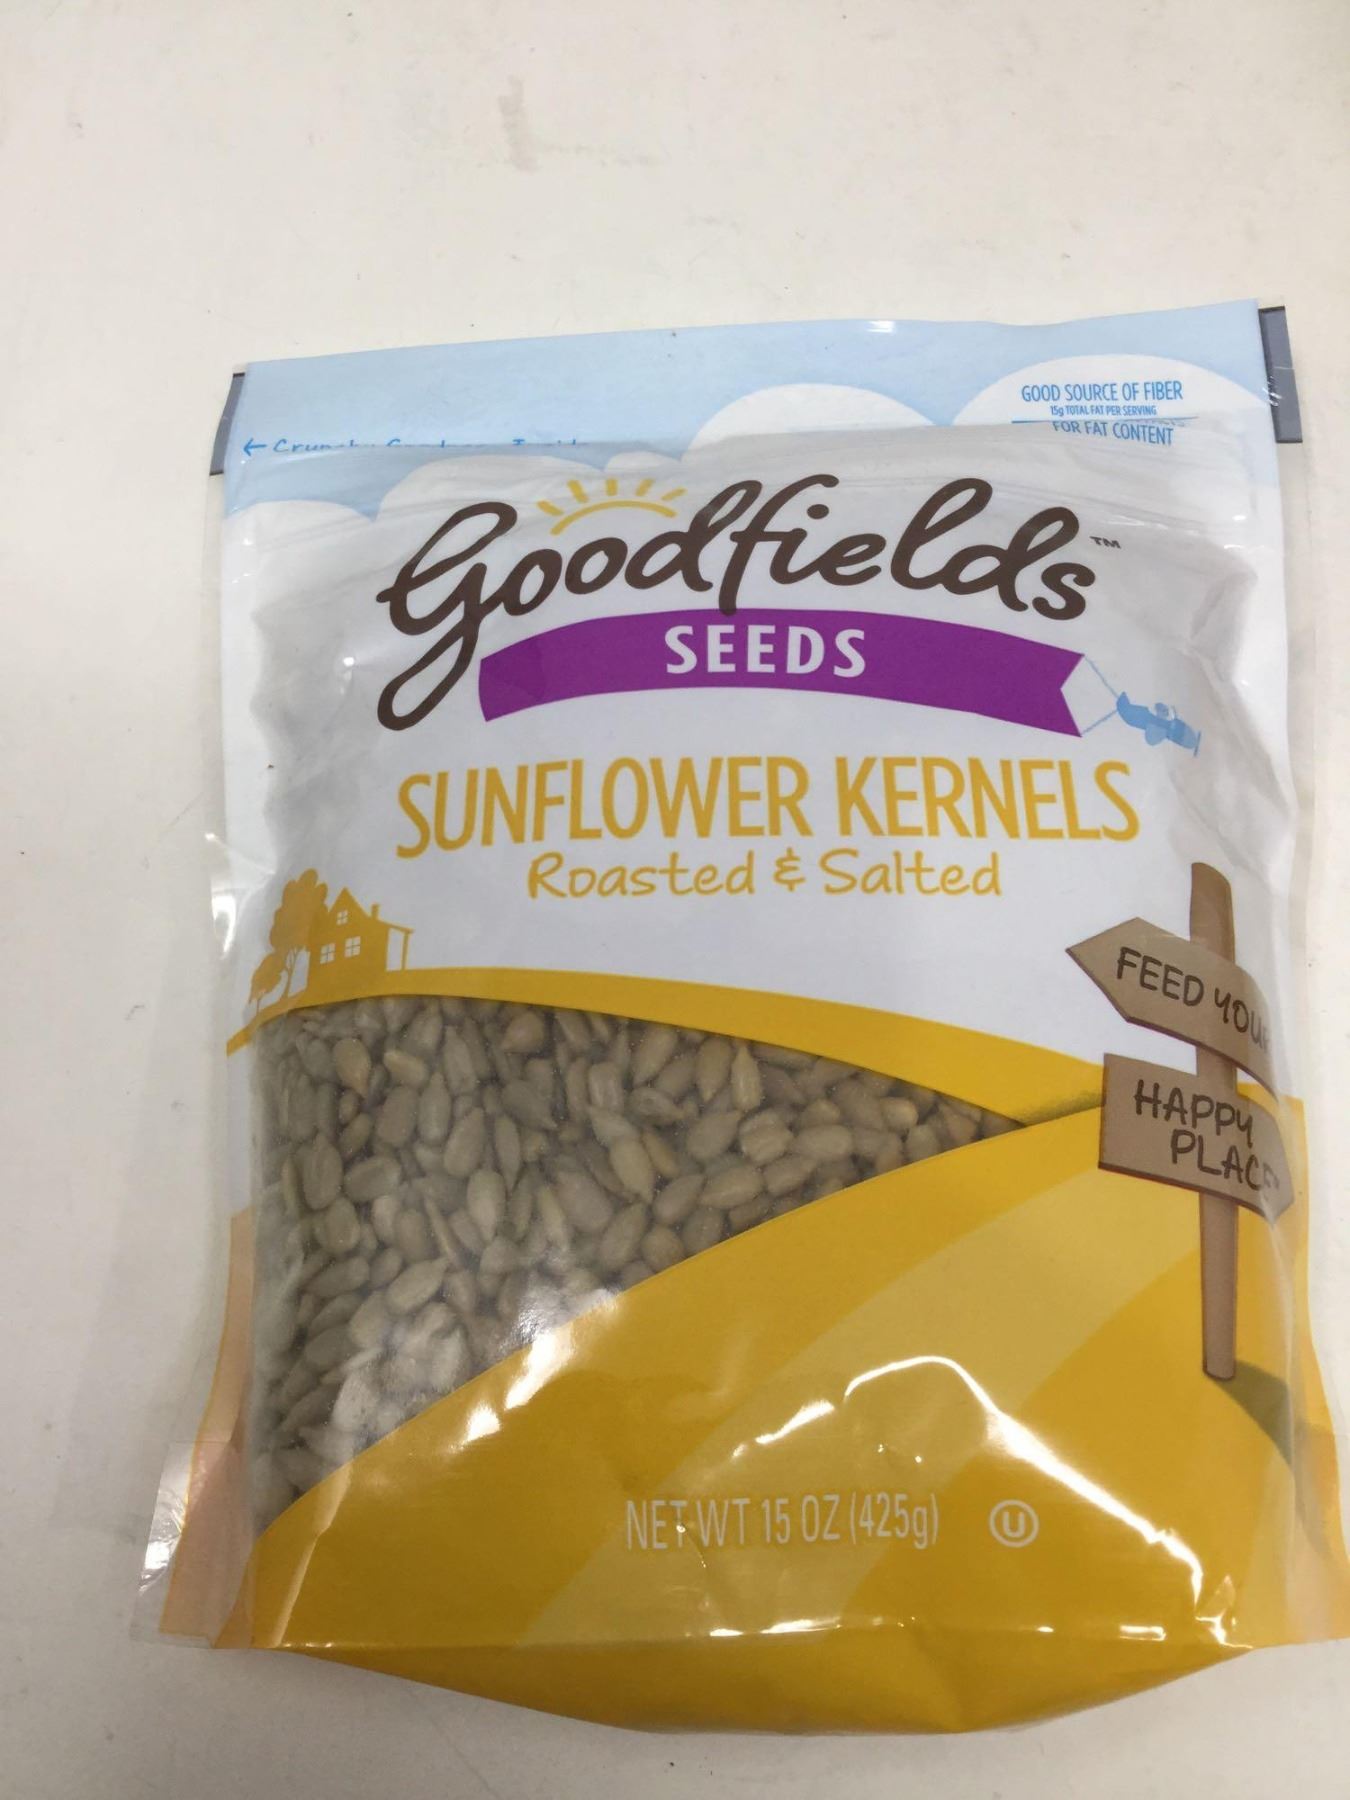 GOOD SOURCE OF FIBER
15g TOTAL FAT PER SERVING
FOR FAT CONTENT
←
Goodfields™
SEEDS
SUNFLOWER KERNELS
Roasted & Salted
FEED YOUR
HAPPY
PLACE
NET WT 15 OZ (425g) Ⓤ